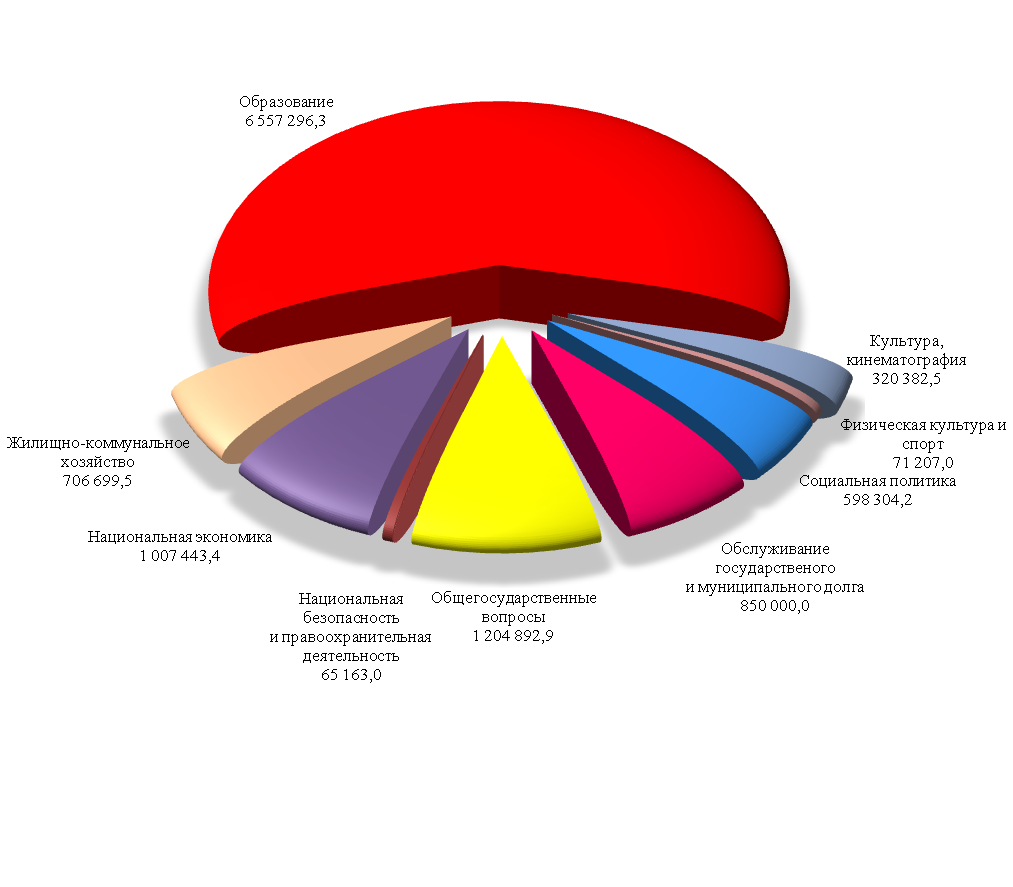 Образование
6 557 296,3
Культура,
кинематография
320 382,5
Физическая культура и
спорт
71 207,0
Социальная политика
598 304,2
Обслуживание
государственого
и муниципального долга
850 000,0
Общегосударственные
вопросы
1 204 892,9
Национальная
безопасность
и правоохранительная
деятельность
65 163,0
Национальная экономика
1 007 443,4
Жилищно-коммунальное
хозяйство
706 699,5